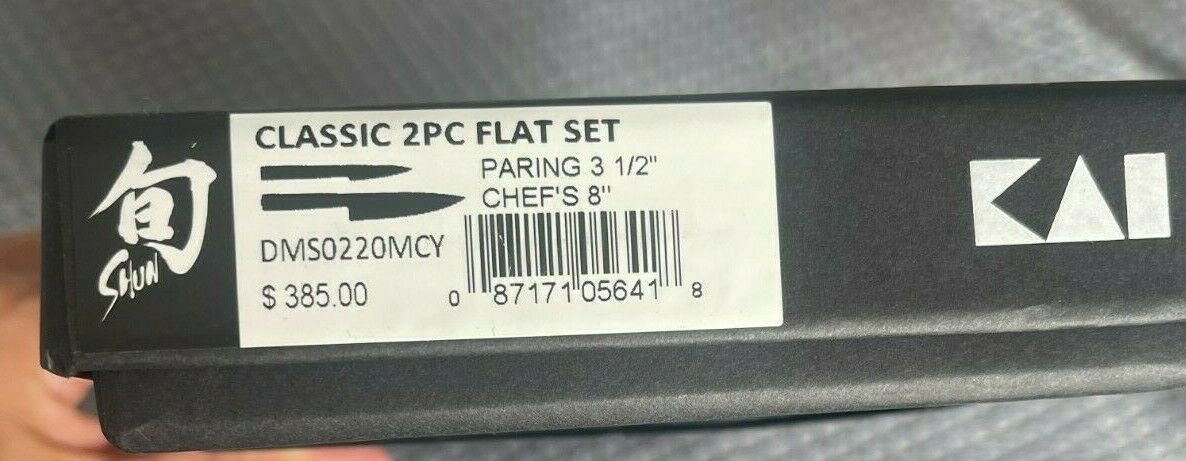 旬
SHUN
CLASSIC 2PC FLAT SET
PARING 3 1/2"
CHEF'S 8"
DMS0220MCY
$ 385.00
0 87171 05641 8
KAI